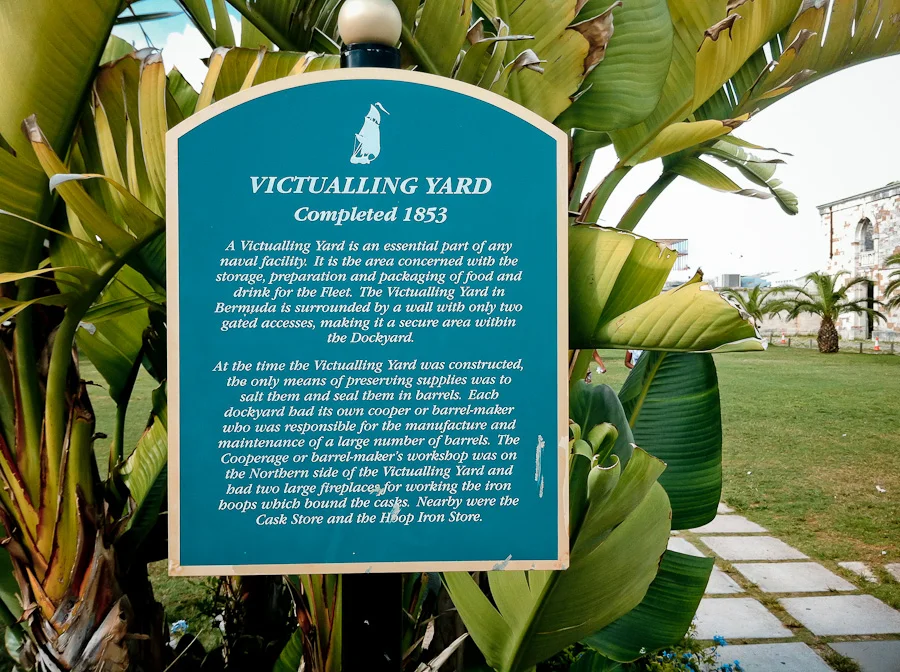 VICTUALLING YARD
Completed 1853
A Victualling Yard is an essential part of any
naval facility. It is the area concerned with the
storage, preparation and packaging of food and
drink for the Fleet. The Victualling Yard in
Bermuda is surrounded by a wall with only two
gated accesses, making it a secure area within
the Dockyard.
At the time the Victualling Yard was constructed,
the only means of preserving supplies was to
salt them and seal them in barrels. Each
dockyard had its own cooper or barrel-maker
who was responsible for the manufacture and
maintenance of a large number of barrels. The
Cooperage or barrel-maker's workshop was on
the Northern side of the Victualling Yard and
had two large fireplaces for working the iron
hoops which bound the casks. Nearby were the
Cask Store and the Hoop Iron Store.